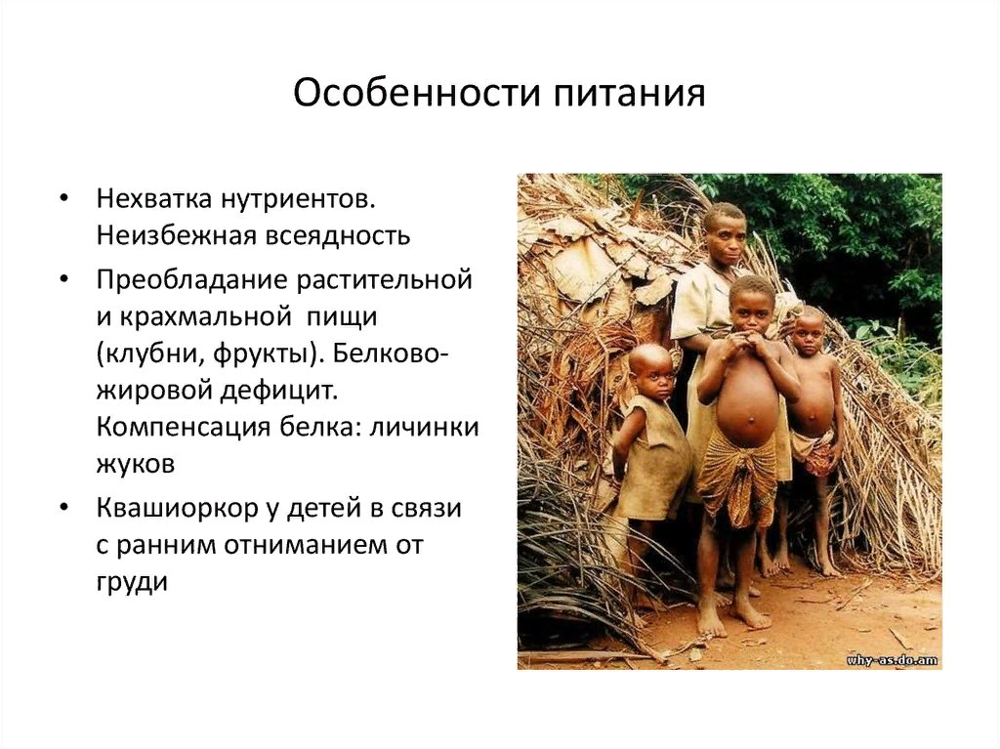 Особенности питания
• Нехватка нутриентов.
Неизбежная всеядность
• Преобладание растительной
и крахмальной пищи
(клубни, фрукты). Белково-
жировой дефицит.
Компенсация белка: личинки
жуков
• Квашиоркор у детей в связи
с ранним отниманием от
груди
why-as.do.am